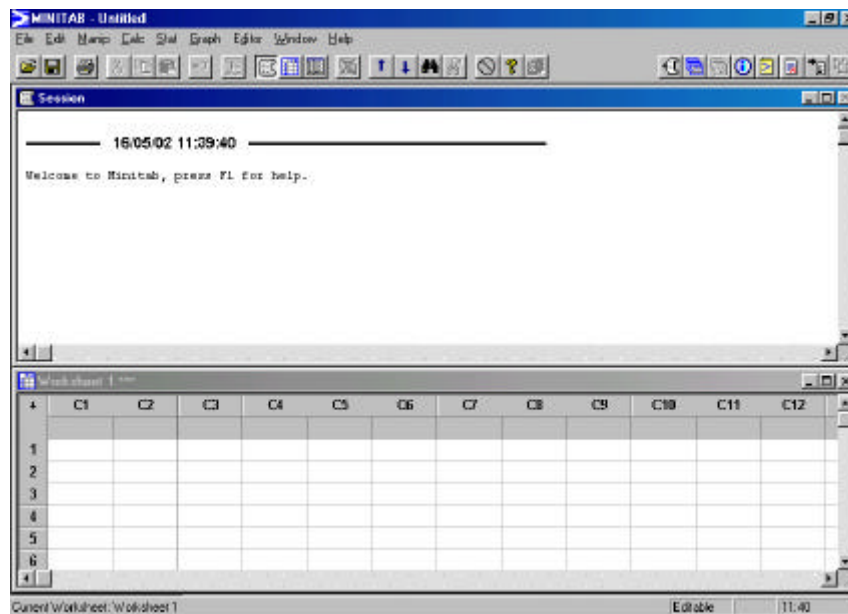 MINITAB - Untitled
File Edit Manip Calc Stat Graph Editor Window Help
Session
16/05/02 11:39:40
Welcome to Minitab, press F1 for help.
Worksheet 1 ***
C1 C2 C3 C4 C5 C6 C7 C8 C9 C10 C11 C12
1
2
3
4
5
6
Current Worksheet: Worksheet 1 Editable 11:40